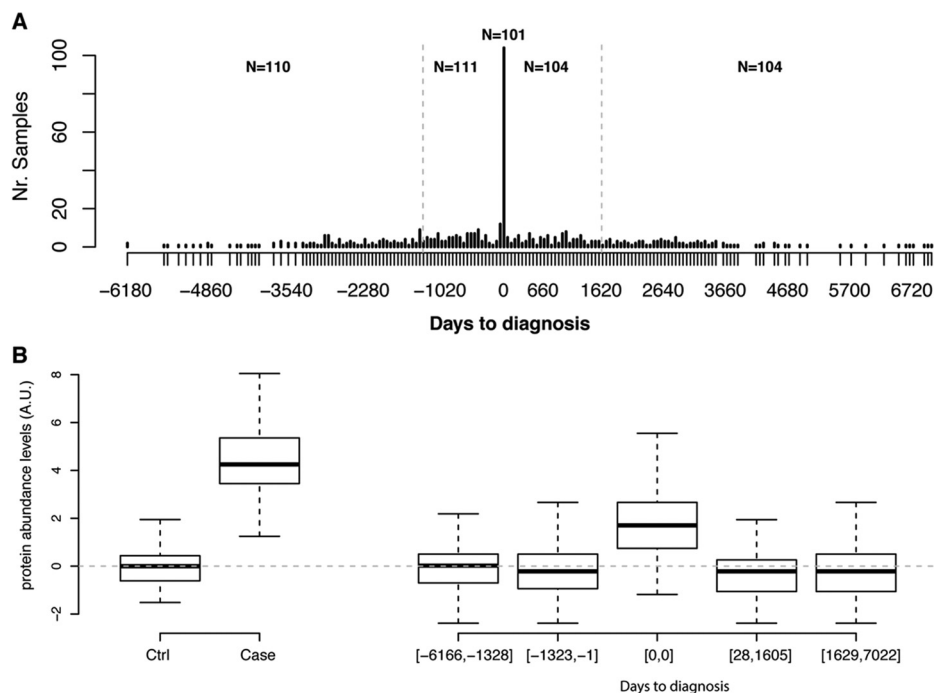 A
N=101
100
N=110
N=111
N=104
N=104
60
20
0
Nr. Samples
−6180
−4860
−3540
−2280
−1020
0
660
1620
2640
3660
4680
5700
6720
Days to diagnosis
B
protein abundance levels (A.U.)
8
6
4
2
0
−2
Ctrl
Case
[−6166,−1328]
[−1323,−1]
[0,0]
[28,1605]
[1629,7022]
Days to diagnosis